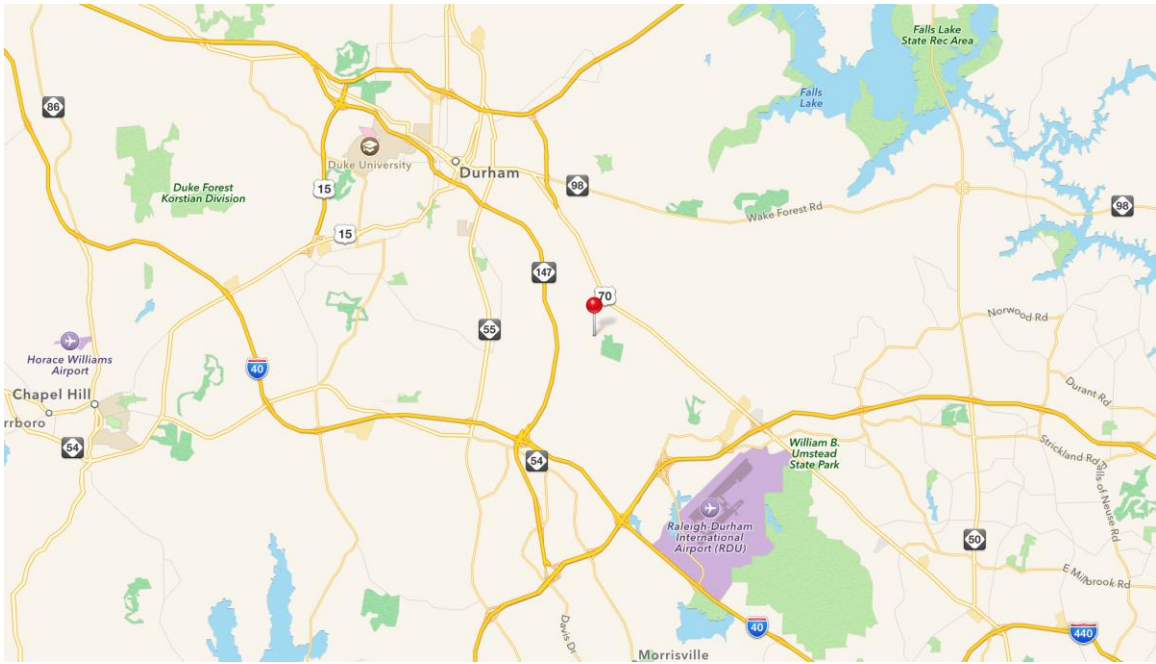 Falls Lake
State Rec Area
Falls
Lake
86
Duke University
Durham
Duke Forest
Korstian Division
15
98
98
Wake Forest Rd
15
147
70
55
Norwood Rd
Horace Williams
Airport
40
Chapel Hill
rrboro
Durant Rd
54
54
William B.
Umstead
State Park
Strickland Rd
Falls of Neuse Rd
Raleigh-Durham
International
Airport (RDU)
50
E Millbrook Rd
Davis Dr
40
440
Morrisville